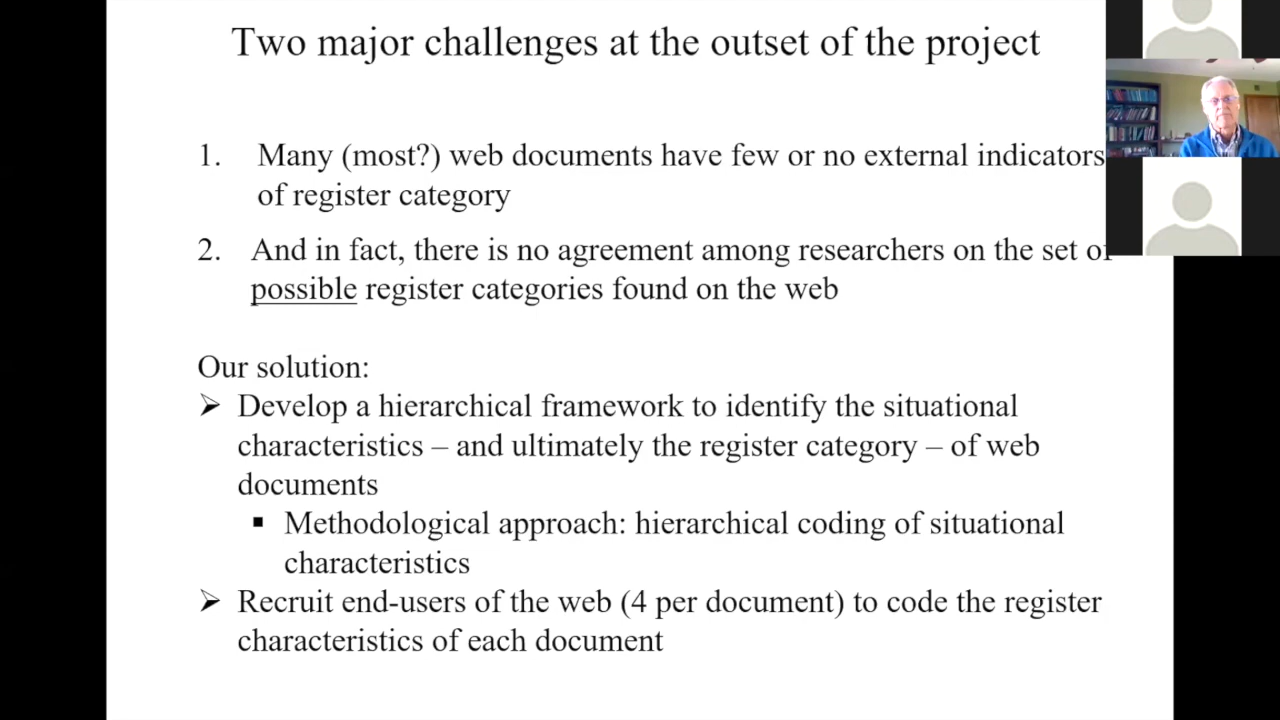 Two major challenges at the outset of the project
1. Many (most?) web documents have few or no external indicators
of register category
2. And in fact, there is no agreement among researchers on the set of
possible register categories found on the web
Our solution:
➢ Develop a hierarchical framework to identify the situational
characteristics – and ultimately the register category – of web
documents
▪ Methodological approach: hierarchical coding of situational
characteristics
➢ Recruit end-users of the web (4 per document) to code the register
characteristics of each document